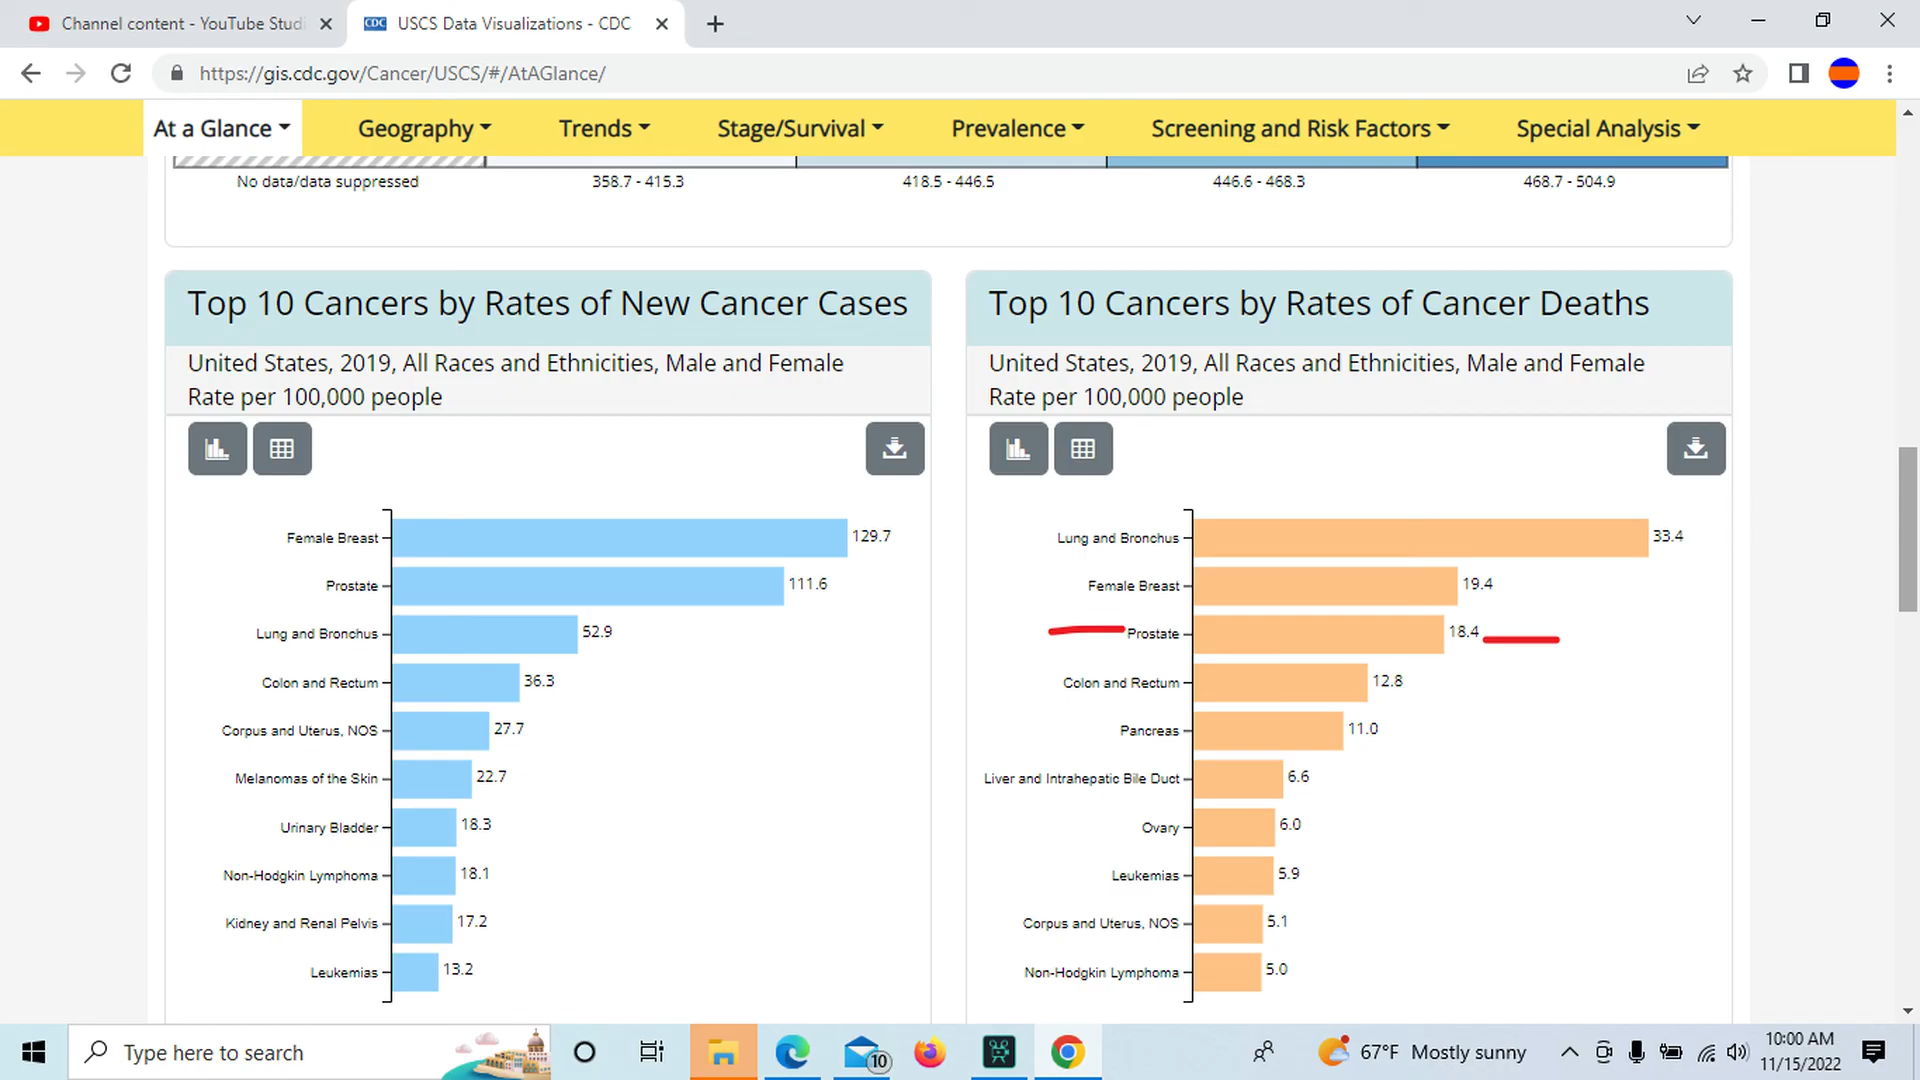 Channel content - YouTube Studi
CDC USCS Data Visualizations - CDC
https://gis.cdc.gov/Cancer/USCS/#/AtAGlance/
At a Glance Geography Trends Stage/Survival Prevalence Screening and Risk Factors Special Analysis
No data/data suppressed 358.7 - 415.3 418.5 - 446.5 446.6 - 468.3 468.7 - 504.9
Top 10 Cancers by Rates of New Cancer Cases
United States, 2019, All Races and Ethnicities, Male and Female
Rate per 100,000 people
Female Breast 129.7
Prostate 111.6
Lung and Bronchus 52.9
Colon and Rectum 36.3
Corpus and Uterus, NOS 27.7
Melanomas of the Skin 22.7
Urinary Bladder 18.3
Non-Hodgkin Lymphoma 18.1
Kidney and Renal Pelvis 17.2
Leukemias 13.2
Top 10 Cancers by Rates of Cancer Deaths
United States, 2019, All Races and Ethnicities, Male and Female
Rate per 100,000 people
Lung and Bronchus 33.4
Female Breast 19.4
Prostate 18.4
Colon and Rectum 12.8
Pancreas 11.0
Liver and Intrahepatic Bile Duct 6.6
Ovary 6.0
Leukemias 5.9
Corpus and Uterus, NOS 5.1
Non-Hodgkin Lymphoma 5.0
Type here to search
10
67°F Mostly sunny
10:00 AM
11/15/2022